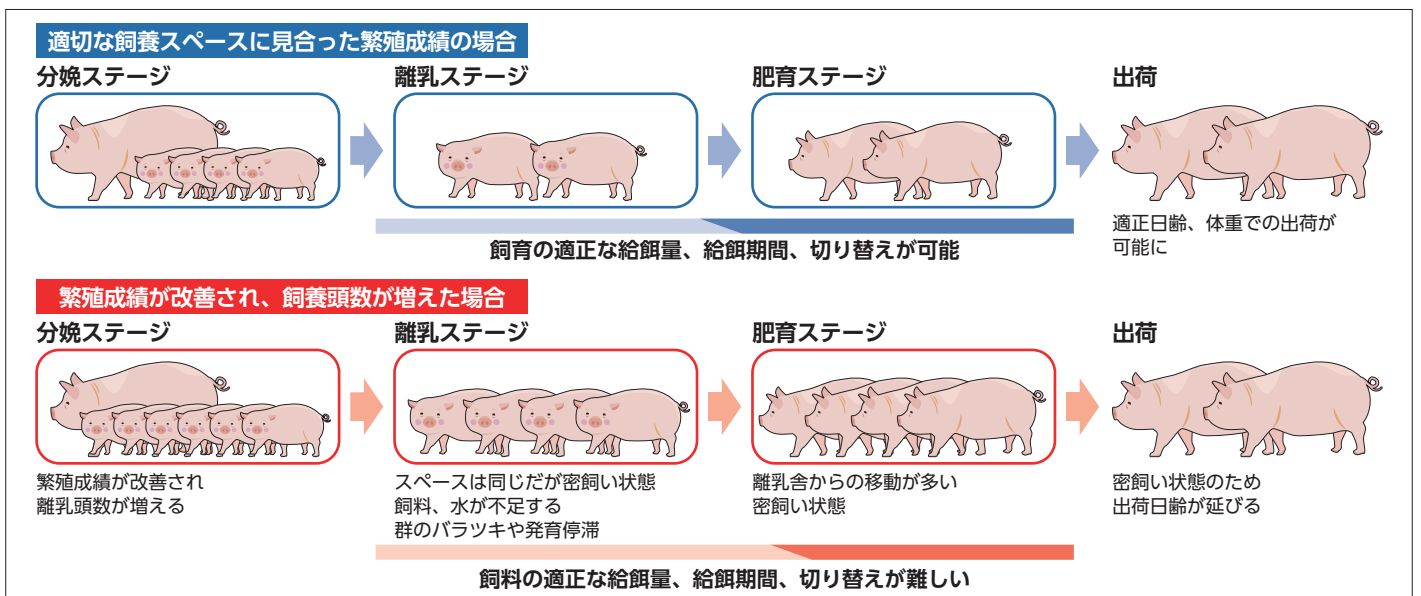 適切な飼養スペースに見合った繁殖成績の場合
分娩ステージ
離乳ステージ
肥育ステージ
出荷
適正日齢、体重での出荷が
可能に
飼育の適正な給餌量、給餌期間、切り替えが可能
繁殖成績が改善され、飼養頭数が増えた場合
分娩ステージ
離乳ステージ
肥育ステージ
出荷
繁殖成績が改善され
離乳頭数が増える
スペースは同じだが密飼い状態
飼料、水が不足する
群のバラツキや発育停滞
離乳舎からの移動が多い
密飼い状態
密飼い状態のため
出荷日齢が延びる
飼料の適正な給餌量、給餌期間、切り替えが難しい